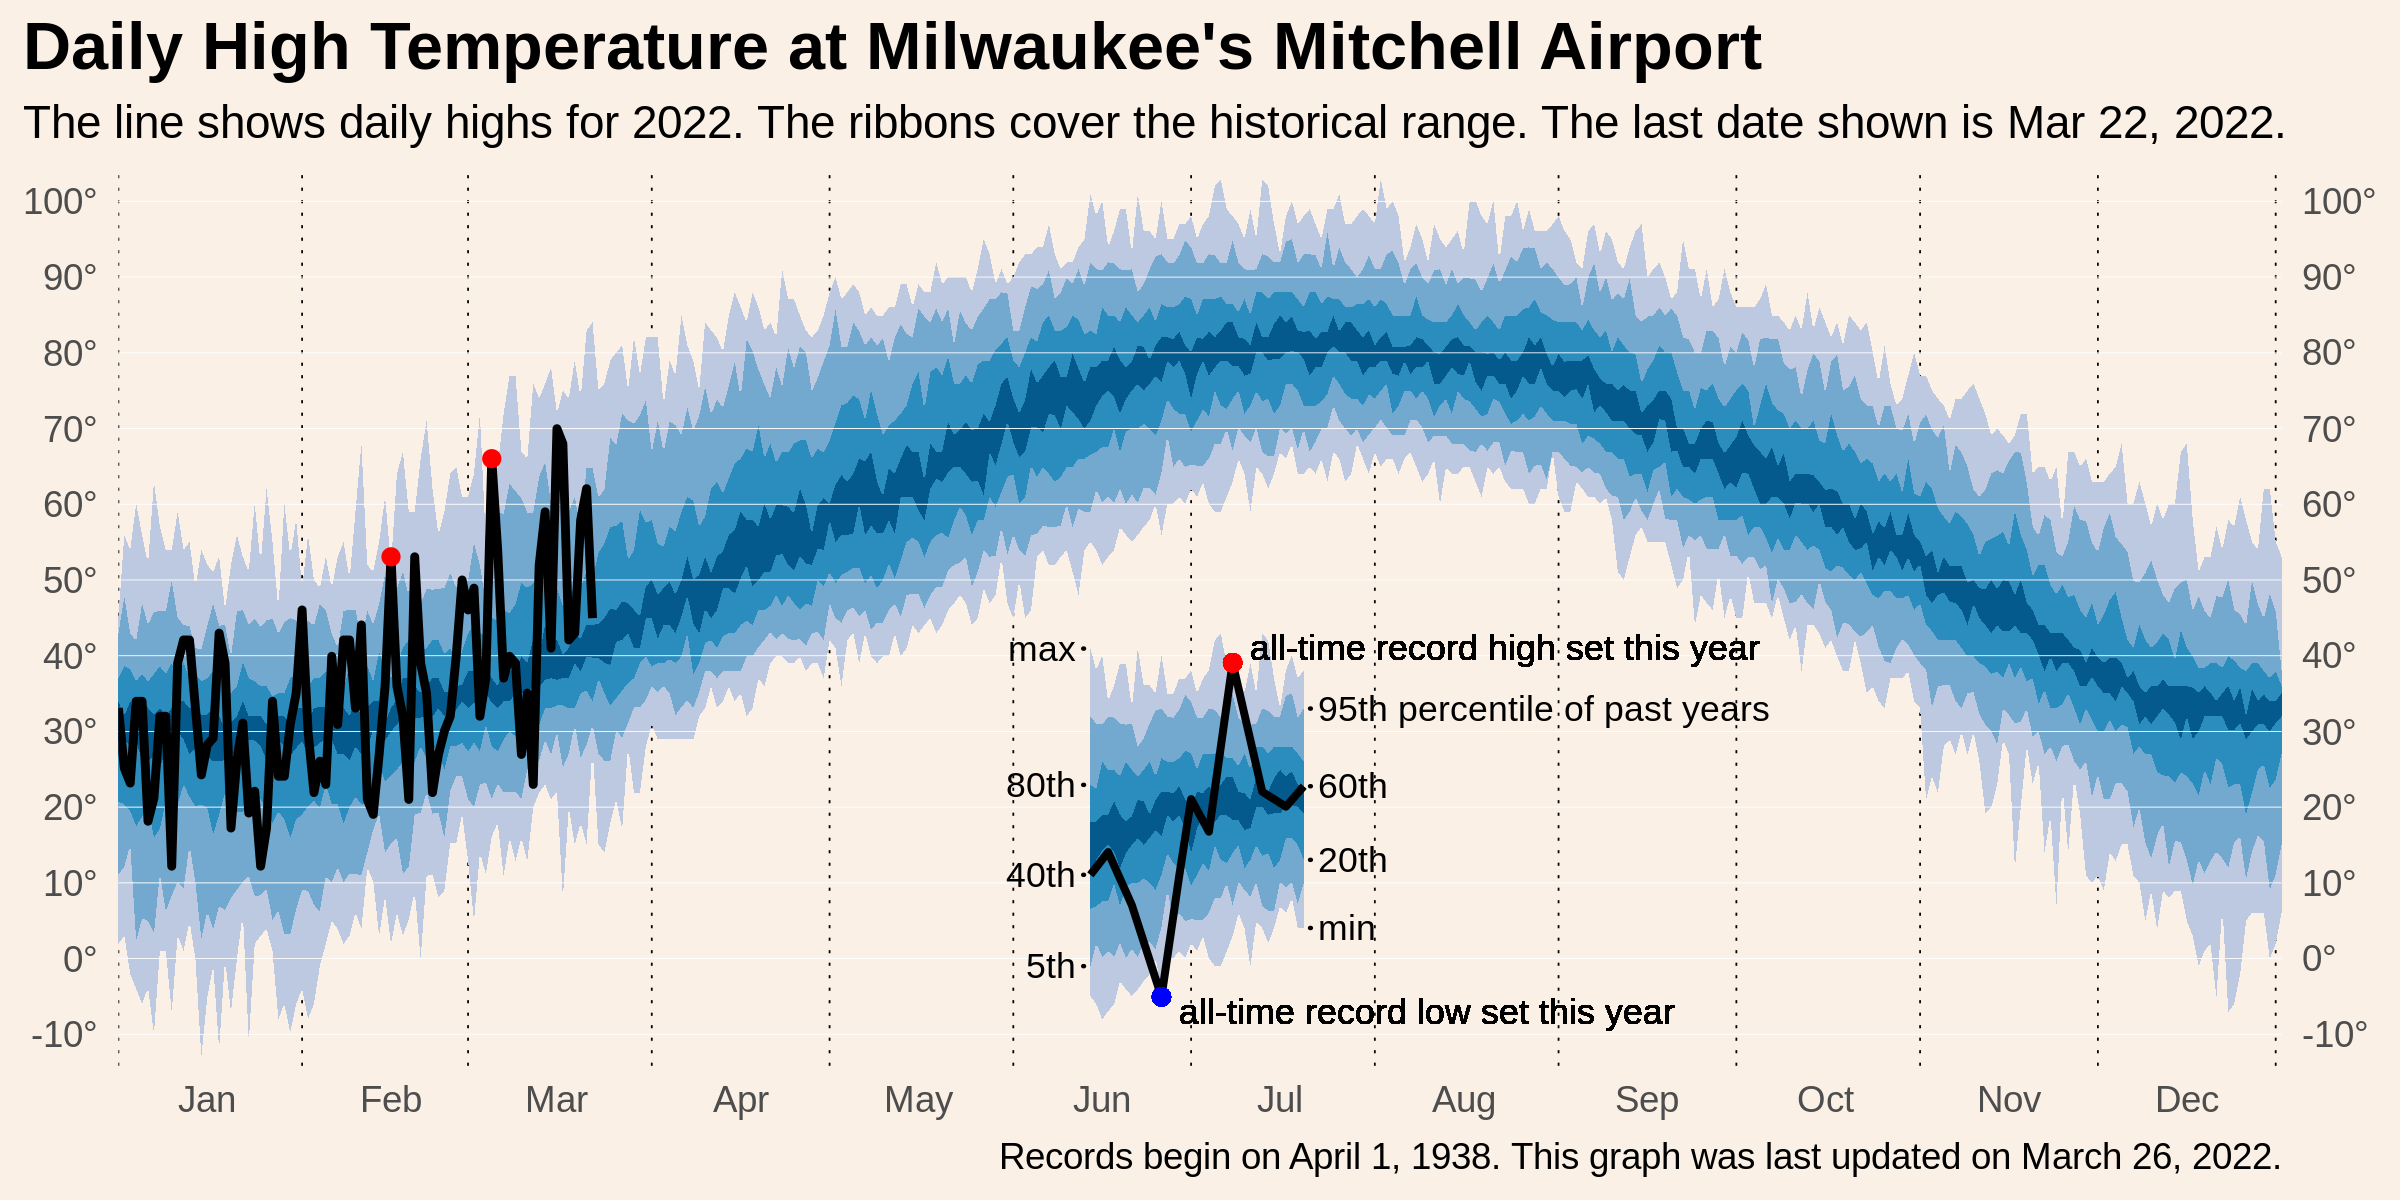 Daily High Temperature at Milwaukee's Mitchell Airport
The line shows daily highs for 2022. The ribbons cover the historical range. The last date shown is Mar 22, 2022.
100° 100°
90° 90°
80° 80°
70° 70°
60° 60°
50° 50°
max all-time record high set this year
40° 40°
95th percentile of past years
30° 30°
80th 60th
20° 20°
20th
40th
10° 10°
min
5th
0° 0°
all-time record low set this year
-10° -10°
Jan Feb Mar Apr May Jun Jul Aug Sep Oct Nov Dec
Records begin on April 1, 1938. This graph was last updated on March 26, 2022.